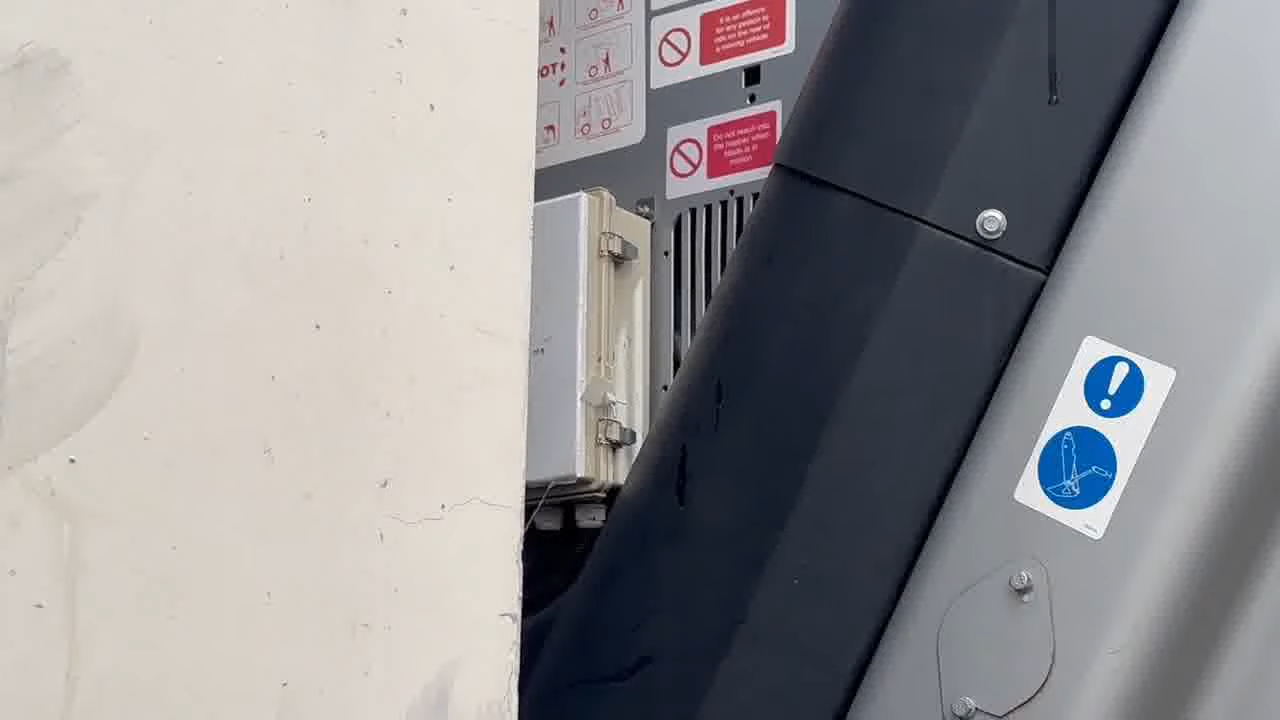 It is an offence
for any person to
ride on the rear of
a moving vehicle
OT
Do not reach into
the hopper when
blade is in
motion